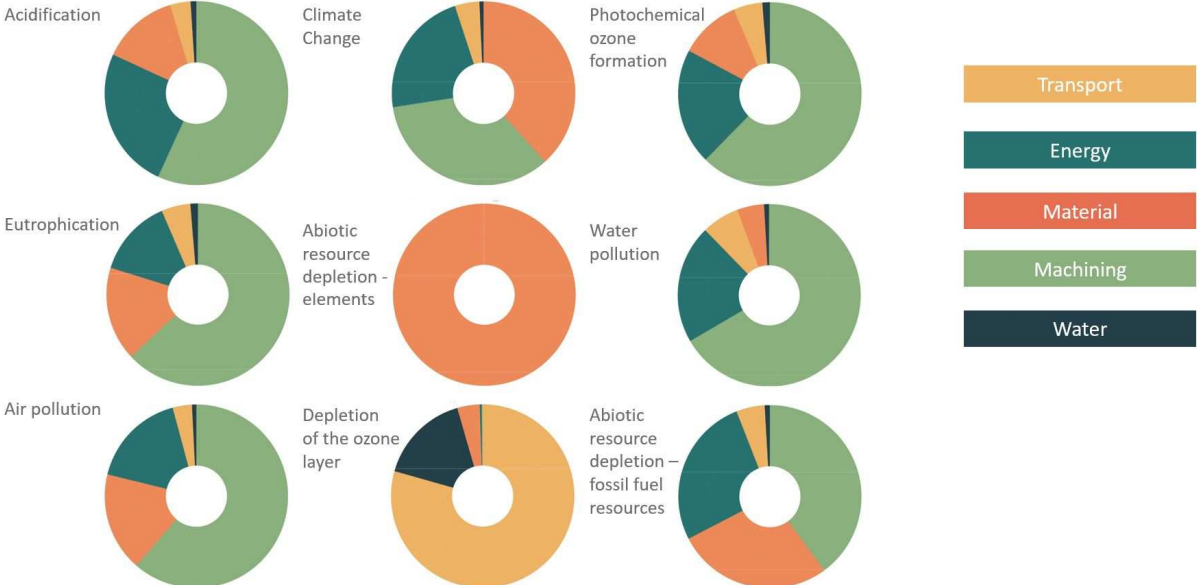 Acidification
Climate
Change
Photochemical
ozone
formation
Transport
Energy
Material
Machining
Water
Eutrophication
Abiotic
resource
depletion -
elements
Water
pollution
Air pollution
Depletion
of the ozone
layer
Abiotic
resource
depletion –
fossil fuel
resources